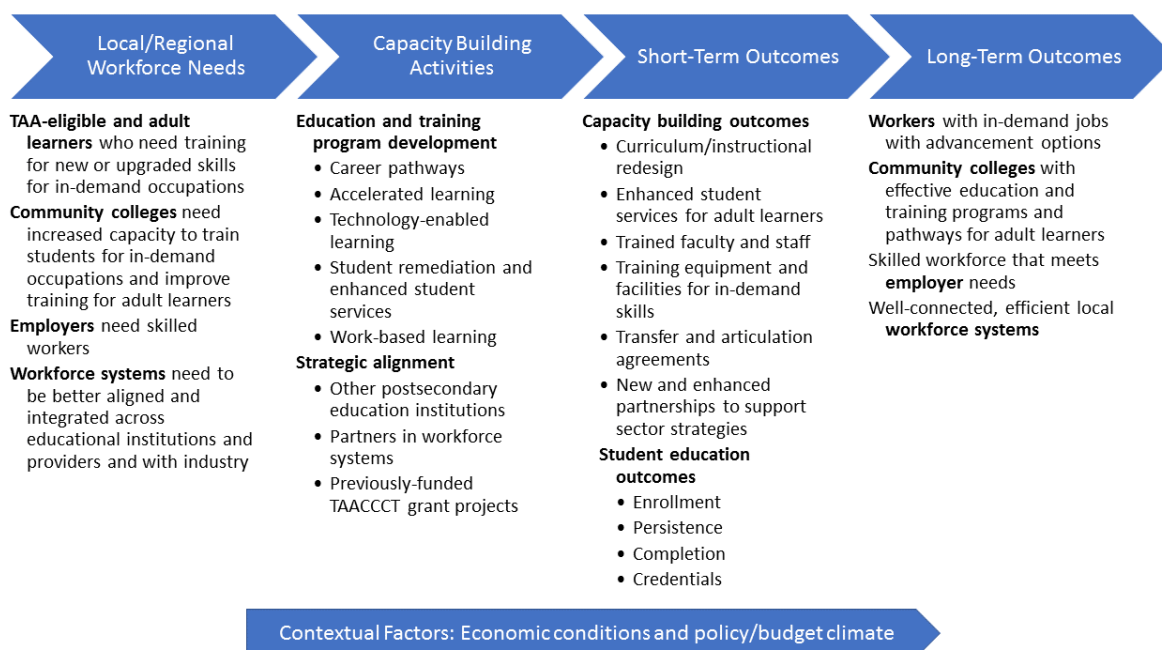 Local/Regional
Workforce Needs
Capacity Building
Activities
Short-Term Outcomes
Long-Term Outcomes
TAA-eligible and adult
learners who need training
for new or upgraded skills
for in-demand occupations
Community colleges need
increased capacity to train
students for in-demand
occupations and improve
training for adult learners
Employers need skilled
workers
Workforce systems need to
be better aligned and
integrated across
educational institutions and
providers and with industry
Education and training
program development
• Career pathways
• Accelerated learning
• Technology-enabled
learning
• Student remediation and
enhanced student
services
• Work-based learning
Strategic alignment
• Other postsecondary
education institutions
• Partners in workforce
systems
• Previously-funded
TAACCCT grant projects
Capacity building outcomes
• Curriculum/instructional
redesign
• Enhanced student
services for adult learners
• Trained faculty and staff
• Training equipment and
facilities for in-demand
skills
• Transfer and articulation
agreements
• New and enhanced
partnerships to support
sector strategies
Student education
outcomes
• Enrollment
• Persistence
• Completion
• Credentials
Workers with in-demand jobs
with advancement options
Community colleges with
effective education and
training programs and
pathways for adult learners
Skilled workforce that meets
employer needs
Well-connected, efficient local
workforce systems
Contextual Factors: Economic conditions and policy/budget climate